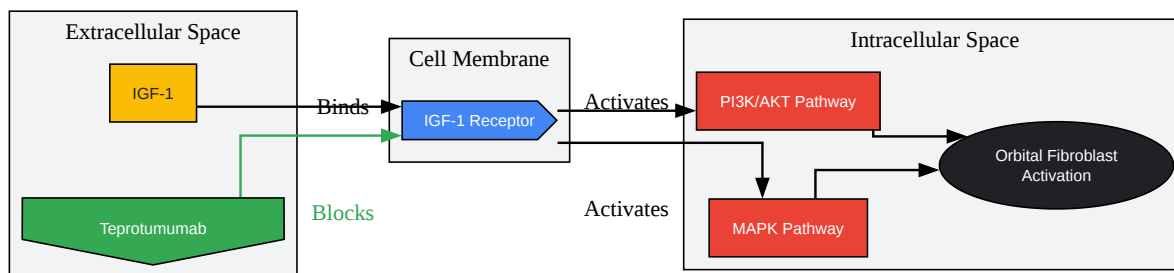 Extracellular Space
IGF-1
Teprotumumab
Binds
Blocks
Cell Membrane
IGF-1 Receptor
Activates
Activates
Intracellular Space
PI3K/AKT Pathway
MAPK Pathway
Orbital Fibroblast
Activation